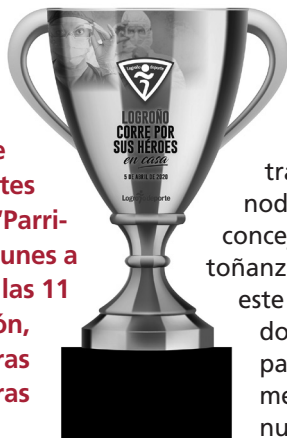 e
tes
/Parri-
unes a
las 11
ón,
ras
ras
Logroño deporte
LOGROÑO
CORRE POR
SUS HÉROES
en casa
5 DE ABRIL DE 2020
Logroño deporte
tra
nod
concej
toñanz
este
do
pa
me
nu